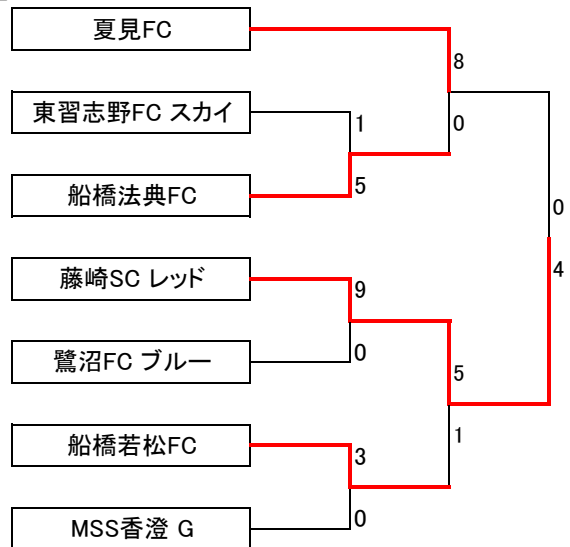 夏見FC
8
東習志野FC スカイ
1
0
船橋法典FC
5
0
藤崎SC レッド
9
4
鷺沼FC ブルー
0
5
船橋若松FC
3
1
MSS香澄 G
0